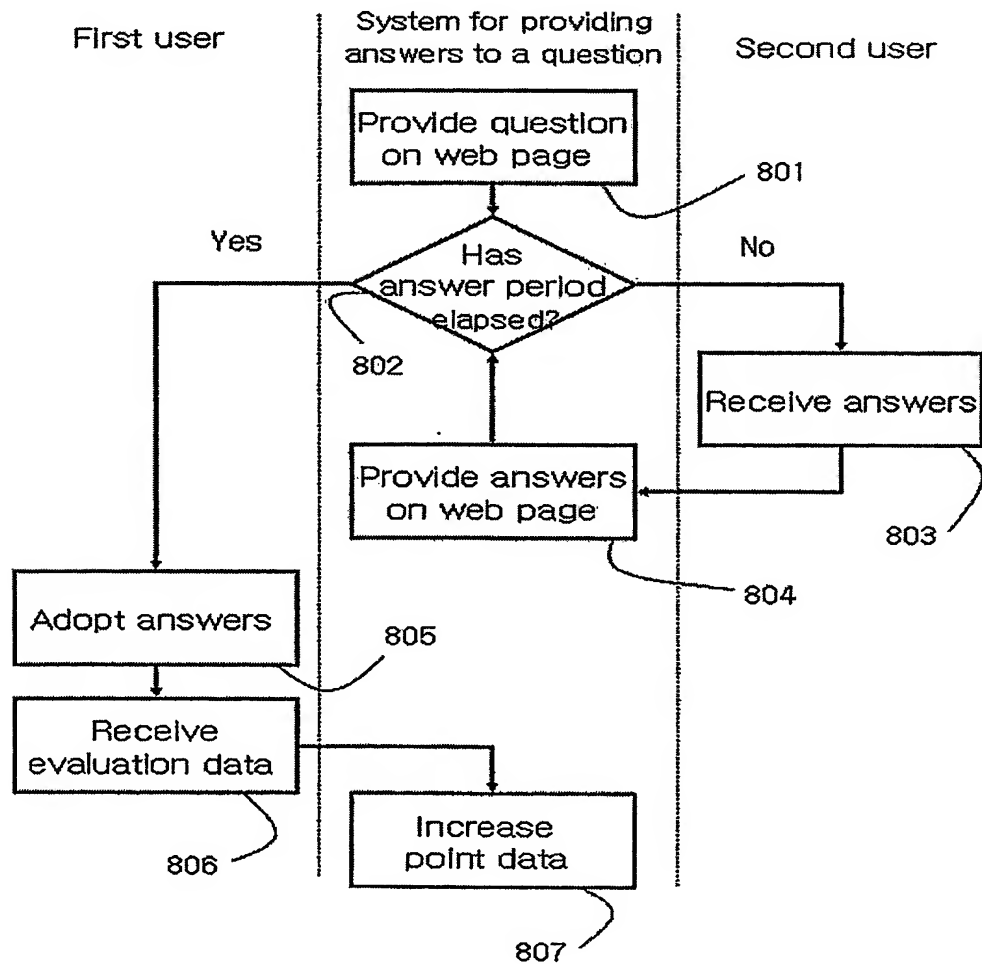 First user
System for providing
answers to a question
Second user
Provide question
on web page
801
Yes
No
Has
answer period
elapsed?
802
Receive answers
803
Provide answers
on web page
804
Adopt answers
805
Receive
evaluation data
806
Increase
point data
807